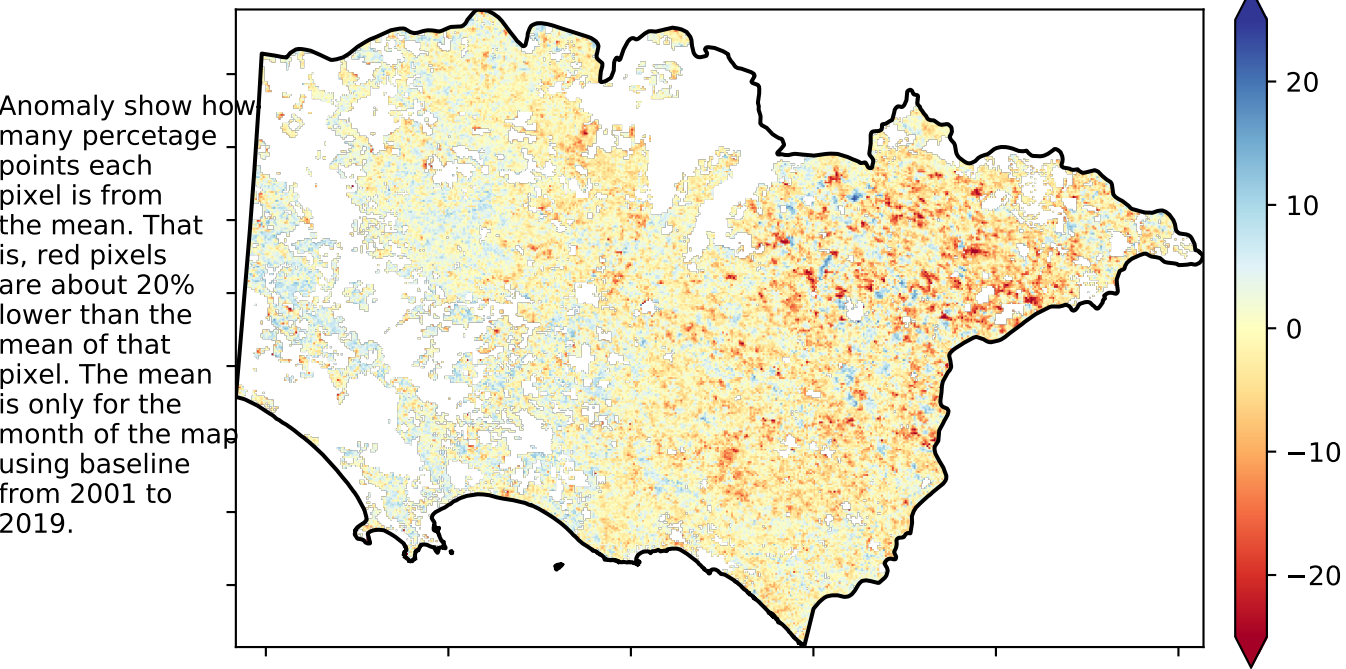 Anomaly show how
many percetage
points each
pixel is from
the mean. That
is, red pixels
are about 20%
lower than the
mean of that
pixel. The mean
is only for the
month of the map
using baseline
from 2001 to
2019.
20
10
0
−10
−20